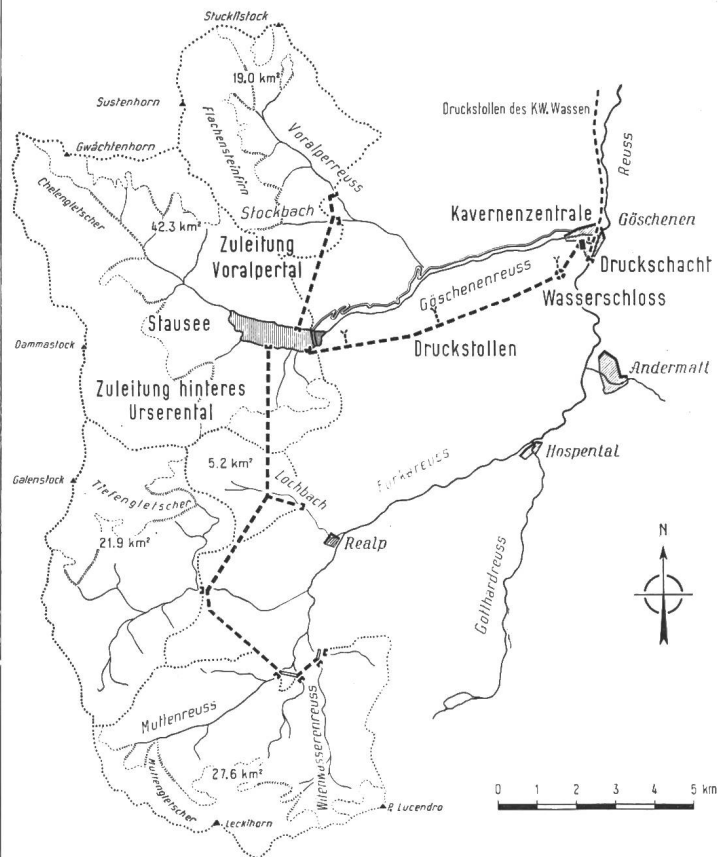 Stucklistock
19.0 km²
Sustenhorn
Flachensteinfirn
Voralperreuss
Druckstollen des KW. Wassen
Reuss
Gwächtenhorn
Chelengletscher
42.3 km²
Stockbach
Kavernenzentrale
Göschenen
Zuleitung
Voralpertal
Druckschacht
Göschenenreuss
Wasserschloss
Stausee
Druckstollen
Dammastock
Andermatt
Zuleitung hinteres
Urserental
Hospental
5.2 km²
Lochbach
Furkareuss
Galenstock
Tiefengletscher
21.9 km²
Realp
N
Gotthardreuss
Muttenreuss
Witenwasserenreuss
Muttengletscher
27.6 km²
P. Lucendro
Leckihorn
0 1 2 3 4 5 km